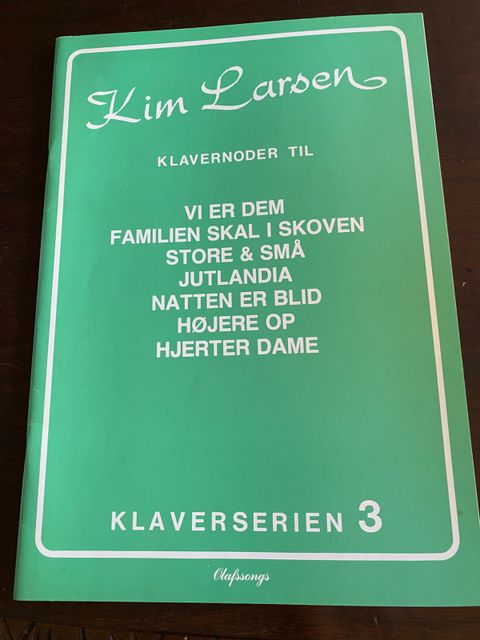 Kim Larsen
KLAVERNODER TIL
VI ER DEM
FAMILIEN SKAL I SKOVEN
STORE & SMÅ
JUTLANDIA
NATTEN ER BLID
HØJERE OP
HJERTER DAME
KLAVERSERIEN 3
Olafssongs